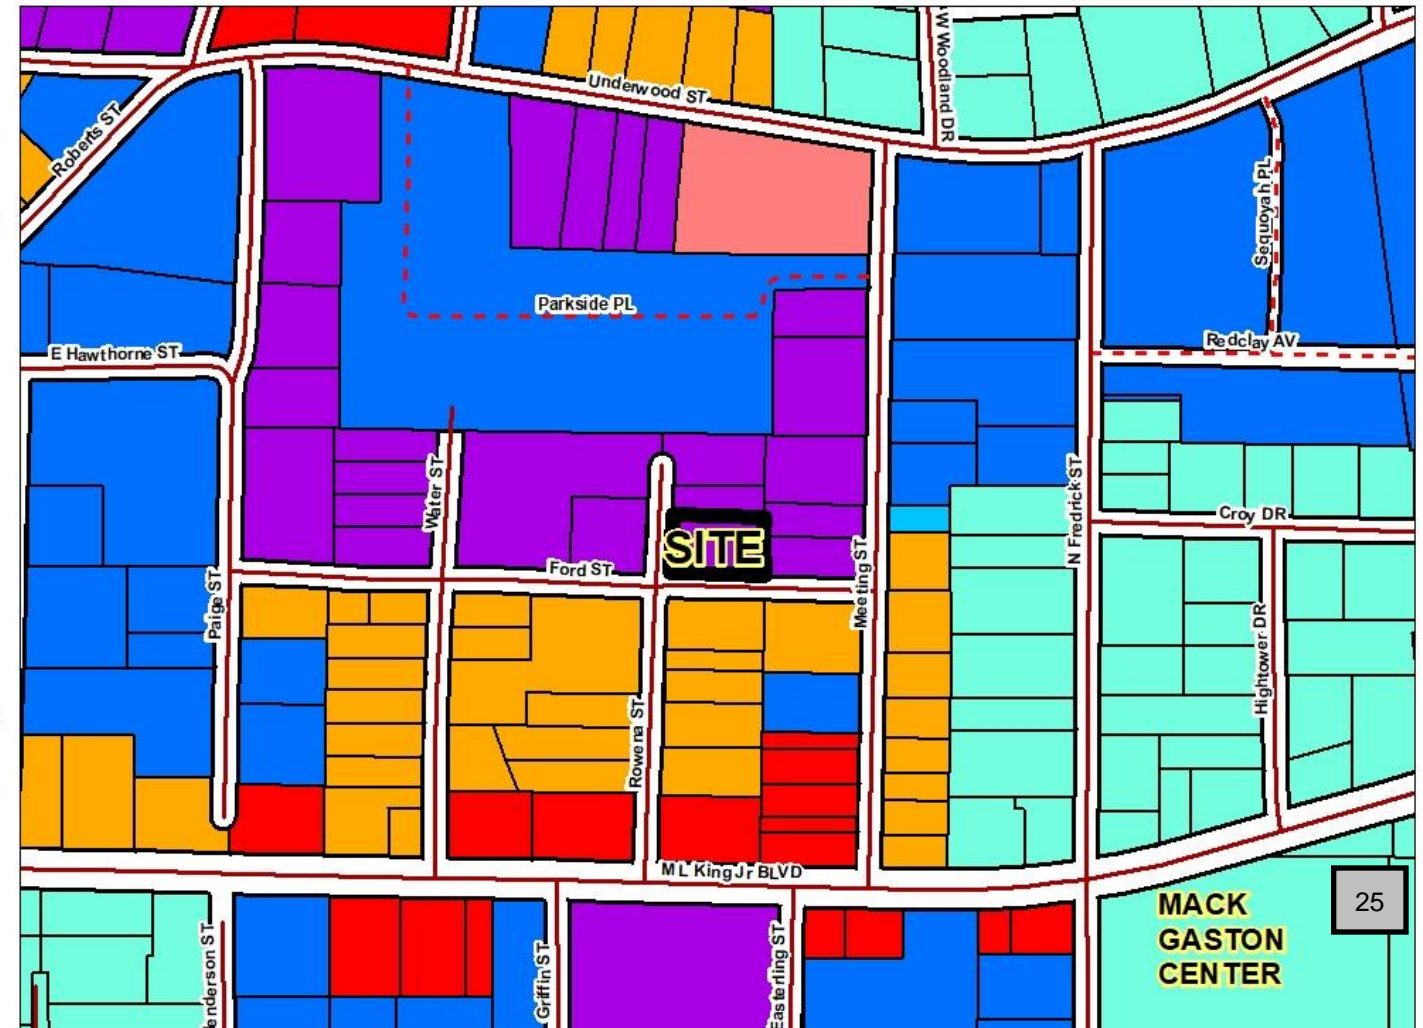 W Woodland DR
Underwood ST
Roberts ST
Sequoyah PL
Parkside PL
Redclay AV
E Hawthorne ST
Water ST
N Fredrick ST
Croy DR
SITE
Ford ST
Meeting ST
Paige ST
Hightower DR
Rowena ST
M L King Jr BLVD
MACK
GASTON
CENTER
25
enderson ST
Griffin ST
Easterling ST